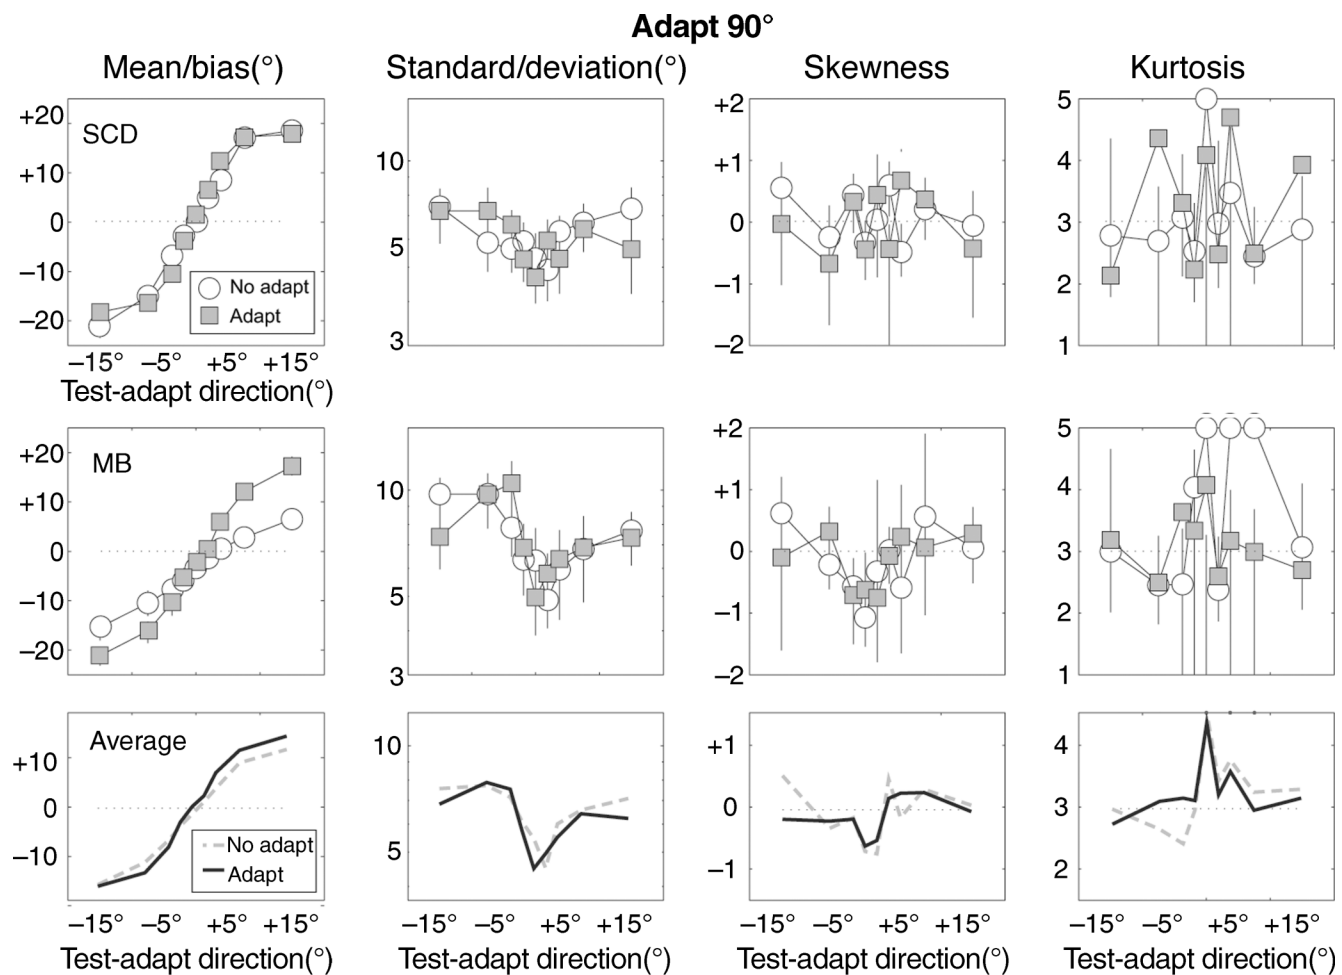 Adapt 90°
Mean/bias(°) Standard/deviation(°) Skewness Kurtosis
SCD
+20
+10
0
−10
−20
No adapt
Adapt
−15° −5° +5° +15°
Test-adapt direction(°)
10
5
3
+2
+1
0
−1
−2
5
4
3
2
1
MB
+20
+10
0
−10
−20
10
5
3
+2
+1
0
−1
−2
5
4
3
2
1
Average
+10
0
−10
No adapt
Adapt
−15° −5° +5° +15°
Test-adapt direction(°)
10
5
−15° −5° +5° +15°
Test-adapt direction(°)
+1
0
−1
−15° −5° +5° +15°
Test-adapt direction(°)
4
3
2
−15° −5° +5° +15°
Test-adapt direction(°)